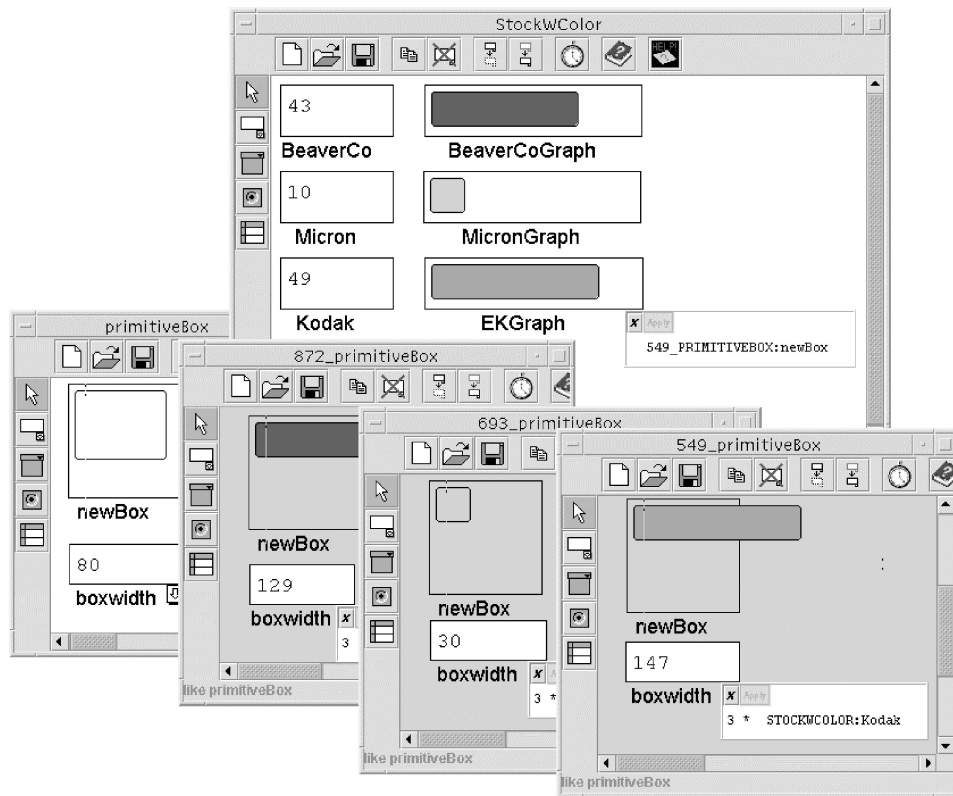 StockWColor
HELP!
43
BeaverCo
BeaverCoGraph
10
Micron
MicronGraph
49
Kodak
EKGraph
X Apply
549_PRIMITIVEBOX:newBox
primitiveBox
newBox
80
boxwidth
872_primitiveBox
newBox
129
boxwidth
X
3
like primitiveBox
693_primitiveBox
newBox
30
boxwidth
X
3 *
like primitiveBox
549_primitiveBox
newBox
147
boxwidth
X Apply
3 * STOCKWCOLOR:Kodak
like primitiveBox